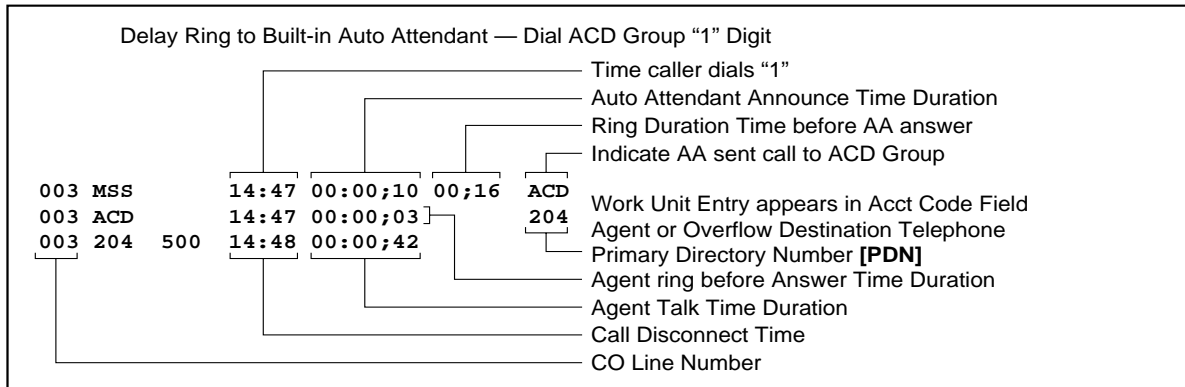 Delay Ring to Built-in Auto Attendant — Dial ACD Group “1” Digit
Time caller dials “1”
Auto Attendant Announce Time Duration
Ring Duration Time before AA answer
Indicate AA sent call to ACD Group
003 MSS 14:47 00:00;10 00;16 ACD
003 ACD 14:47 00:00;03 204
003 204 500 14:48 00:00;42
Work Unit Entry appears in Acct Code Field
Agent or Overflow Destination Telephone
Primary Directory Number [PDN]
Agent ring before Answer Time Duration
Agent Talk Time Duration
Call Disconnect Time
CO Line Number